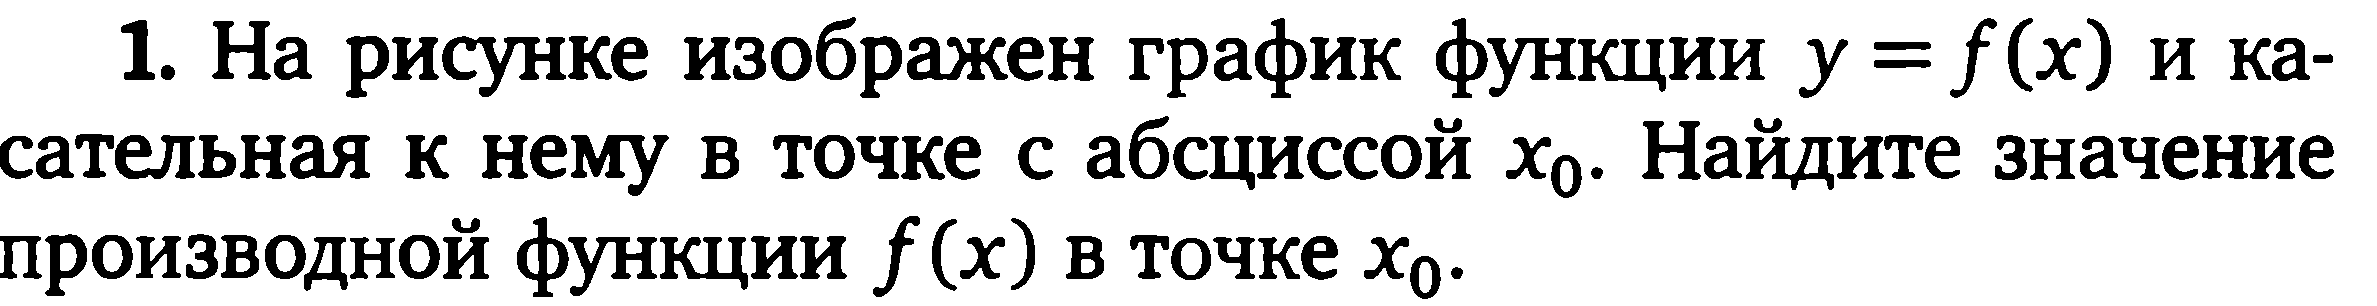 1. На рисунке изображен график функции y = f(x) и ка-
сательная к нему в точке с абсциссой x₀. Найдите значение
производной функции f(x) в точке x₀.